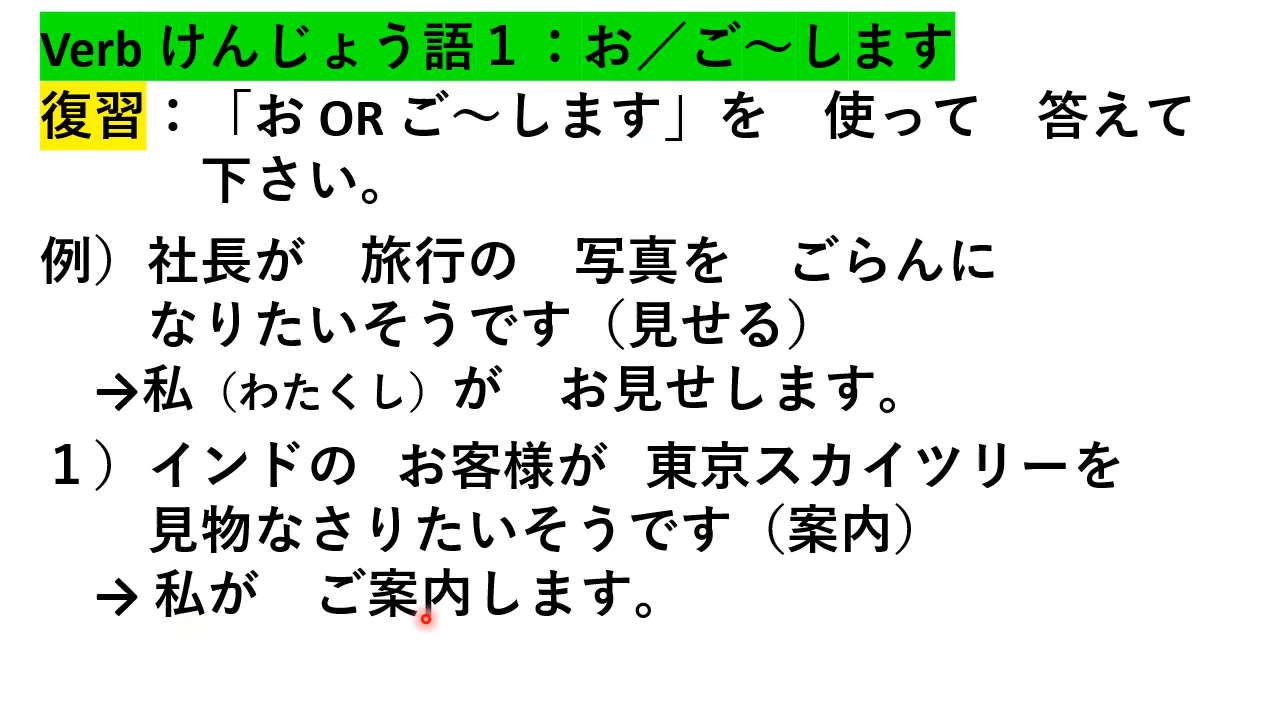 Verb けんじょう語１：お／ご～します
復習：「お OR ご～します」を　使って　答えて
下さい。
例）社長が　旅行の　写真を　ごらんに
なりたいそうです（見せる）
→私（わたくし）が　お見せします。
１）インドの　お客様が　東京スカイツリーを
見物なさりたいそうです（案内）
→ 私が　ご案内します。